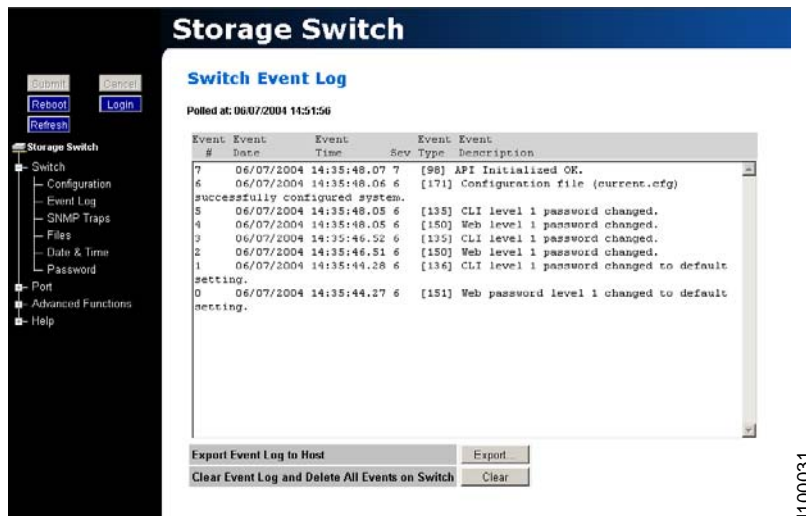 Storage Switch
Submit Cancel
Reboot Login
Refresh
Storage Switch
Switch
Configuration
Event Log
SNMP Traps
Files
Date & Time
Password
Port
Advanced Functions
Help
Switch Event Log
Polled at: 06/07/2004 14:51:56
Event Event Event Event Event
# Date Time Sev Type Description
7 06/07/2004 14:35:48.07 7 [98] API Initialized OK.
6 06/07/2004 14:35:48.06 6 [171] Configuration file (current.cfg)
successfully configured system.
5 06/07/2004 14:35:48.05 6 [135] CLI level 1 password changed.
4 06/07/2004 14:35:48.05 6 [150] Web level 1 password changed.
3 06/07/2004 14:35:46.52 6 [135] CLI level 1 password changed.
2 06/07/2004 14:35:46.51 6 [150] Web level 1 password changed.
1 06/07/2004 14:35:44.28 6 [136] CLI level 1 password changed to default
setting.
0 06/07/2004 14:35:44.27 6 [151] Web password level 1 changed to default
setting.
Export Event Log to Host Export...
Clear Event Log and Delete All Events on Switch Clear
I100031